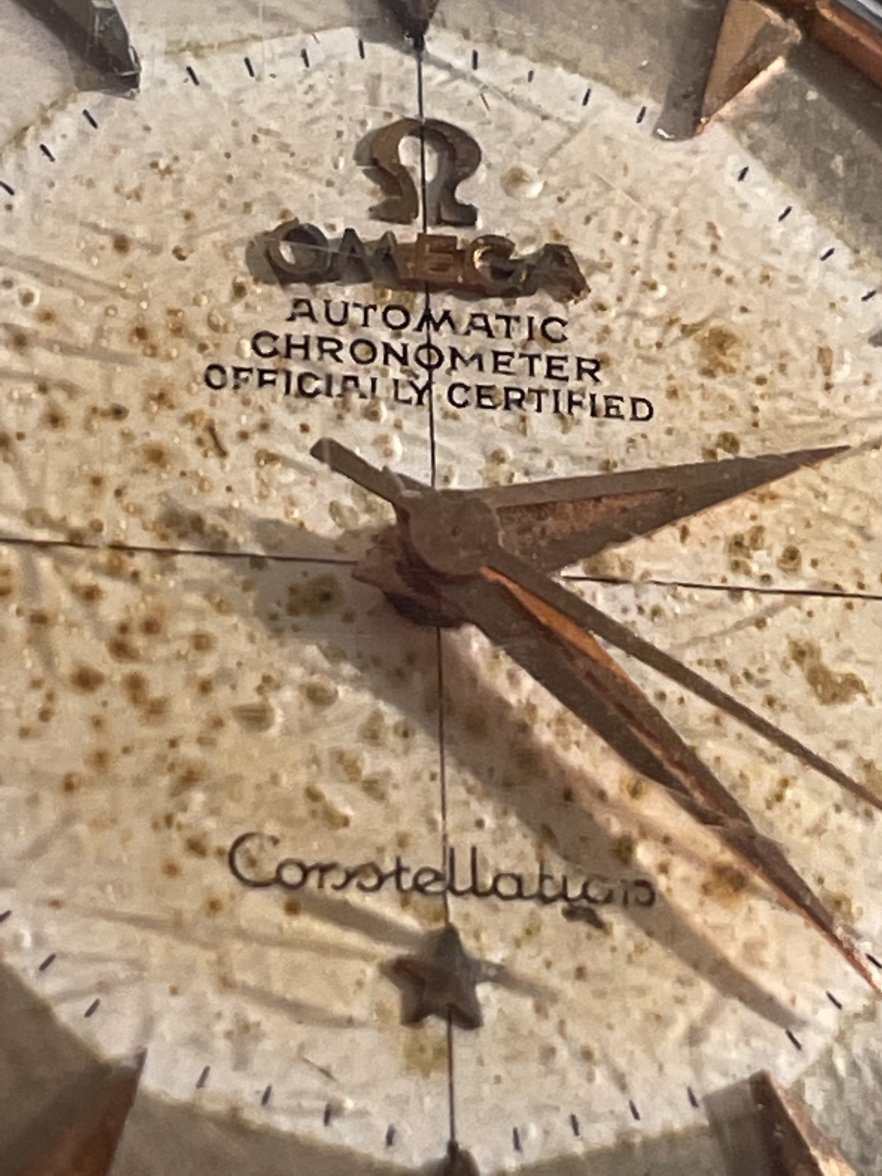 Ω
OMEGA
AUTOMATIC
CHRONOMETER
OFFICIALLY CERTIFIED
Constellation